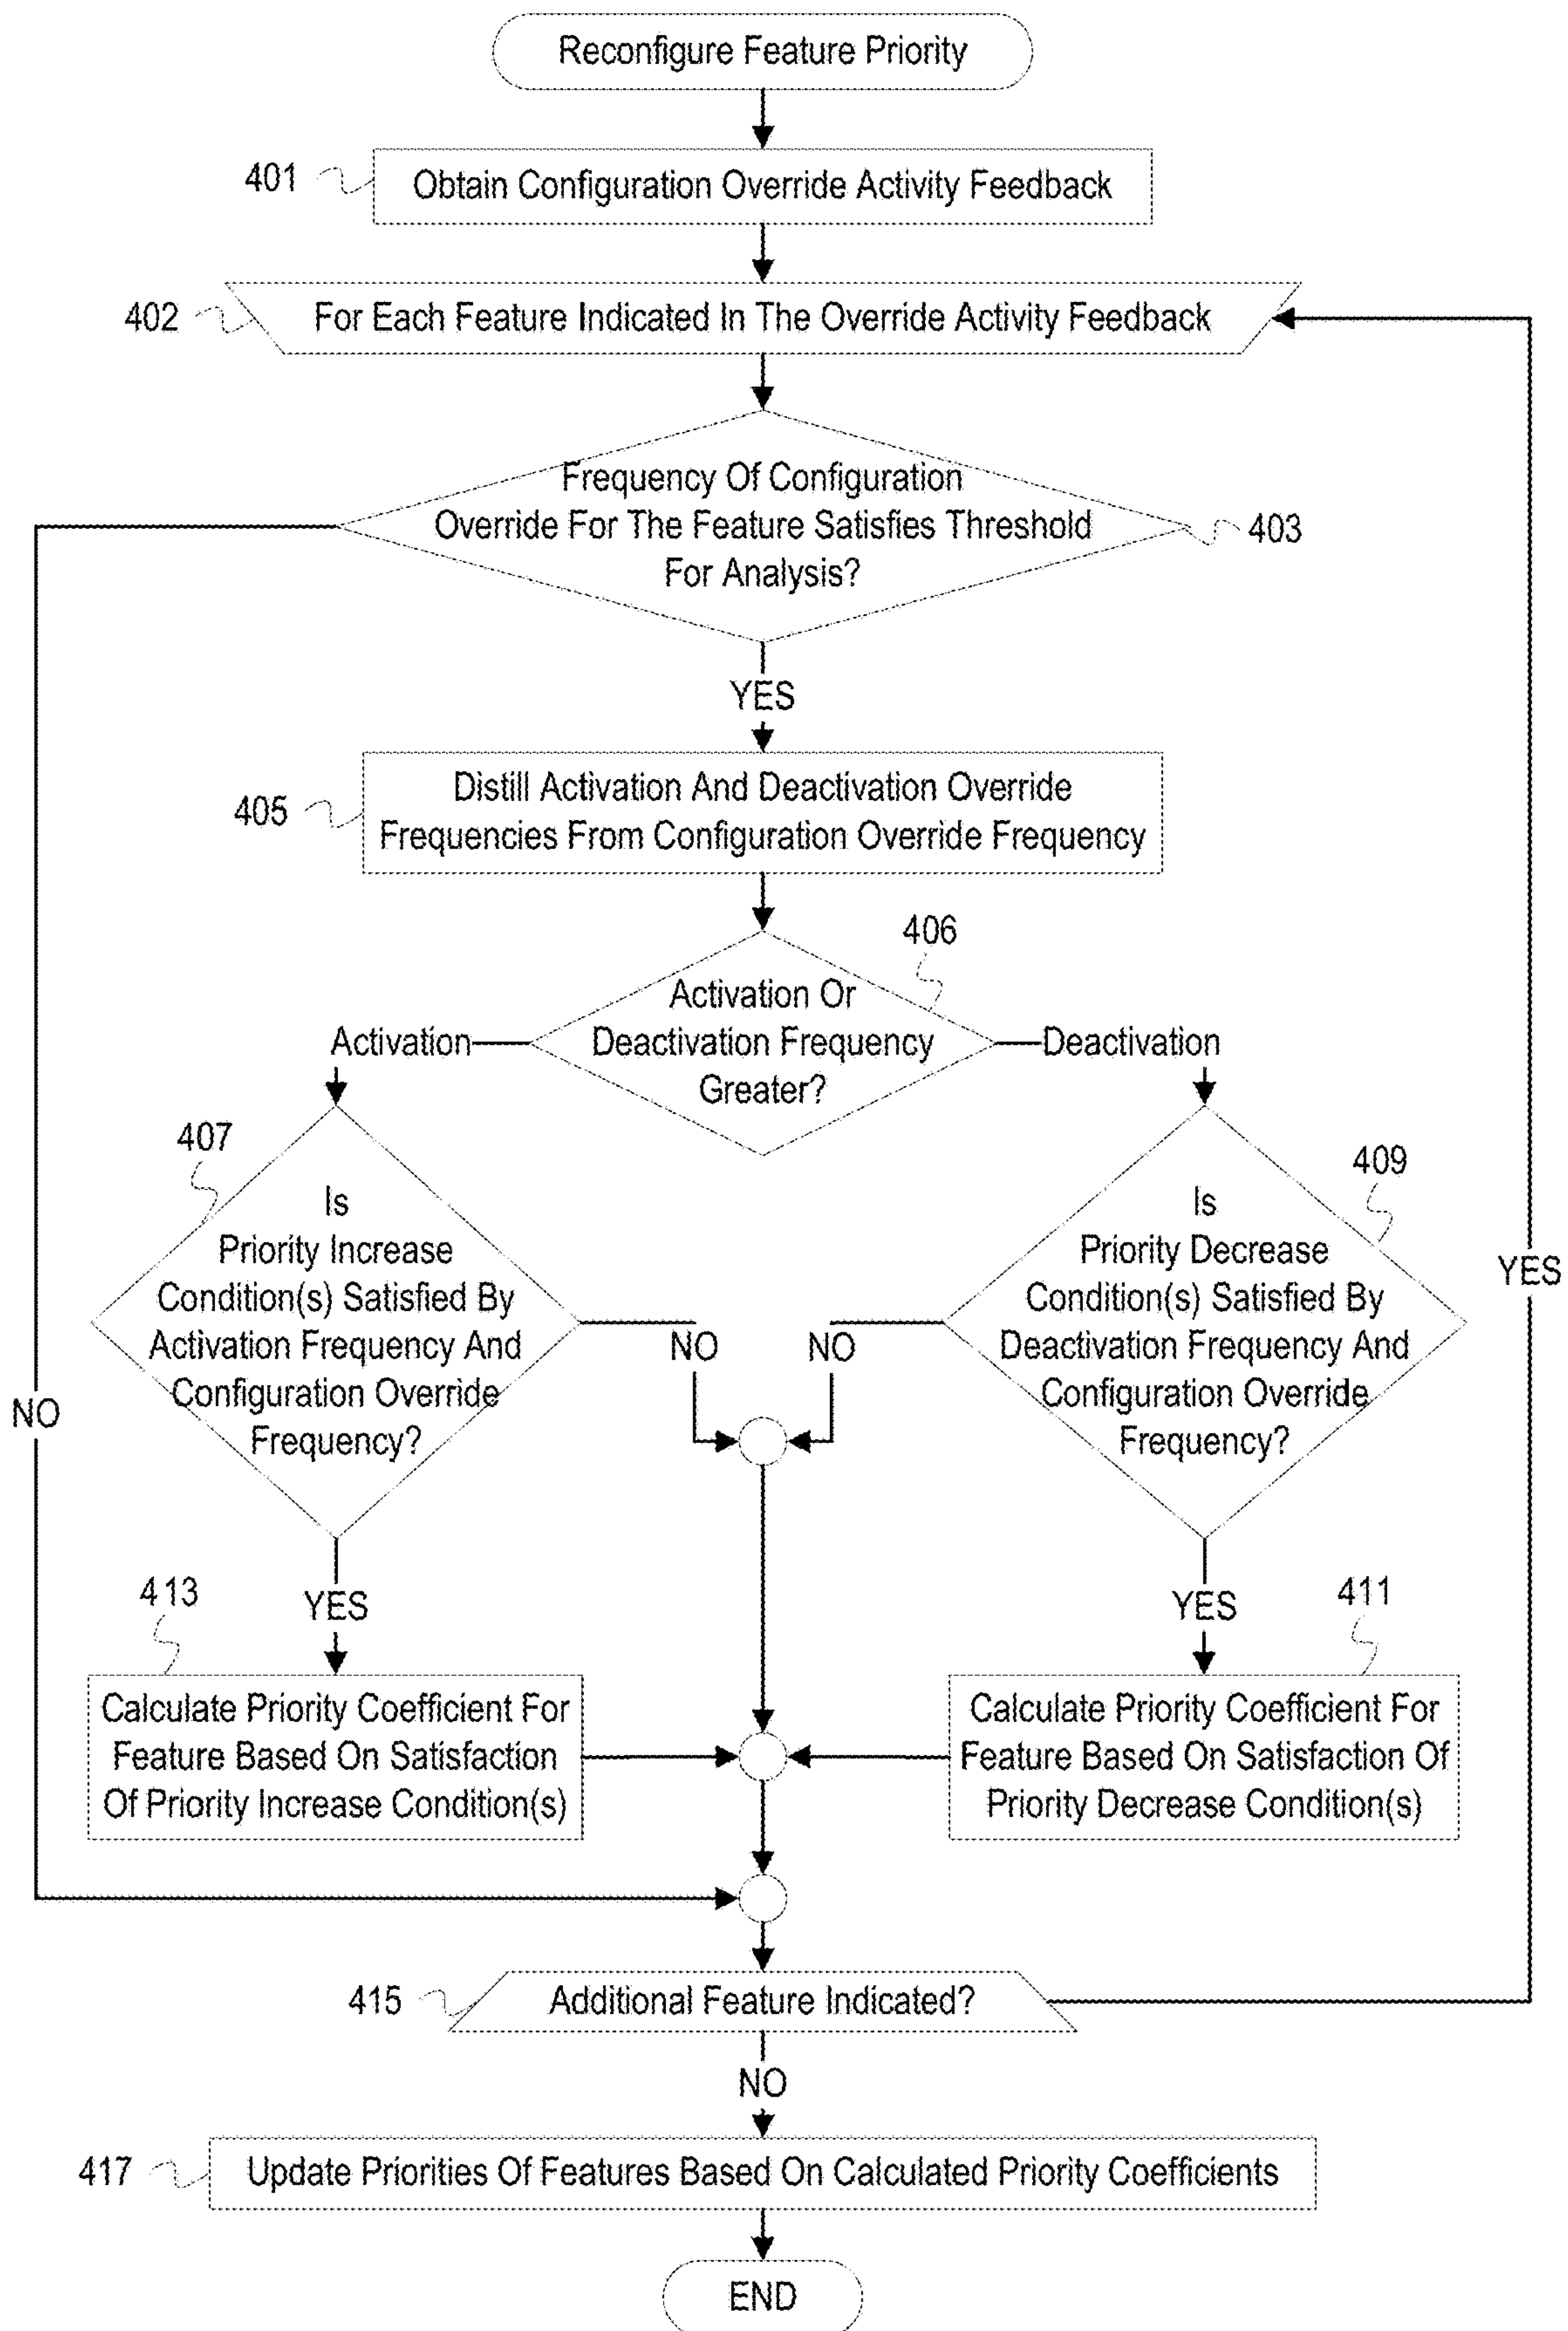 Reconfigure Feature Priority
401
Obtain Configuration Override Activity Feedback
402
For Each Feature Indicated In The Override Activity Feedback
Frequency Of Configuration
Override For The Feature Satisfies Threshold
For Analysis?
403
YES
405
Distill Activation And Deactivation Override
Frequencies From Configuration Override Frequency
406
Activation Or
Deactivation Frequency
Greater?
Activation
Deactivation
407
Is
Priority Increase
Condition(s) Satisfied By
Activation Frequency And
Configuration Override
Frequency?
409
Is
Priority Decrease
Condition(s) Satisfied By
Deactivation Frequency And
Configuration Override
Frequency?
YES
NO
NO
NO
413
YES
YES
411
Calculate Priority Coefficient For
Feature Based On Satisfaction
Of Priority Increase Condition(s)
Calculate Priority Coefficient For
Feature Based On Satisfaction Of
Priority Decrease Condition(s)
415
Additional Feature Indicated?
NO
417
Update Priorities Of Features Based On Calculated Priority Coefficients
END